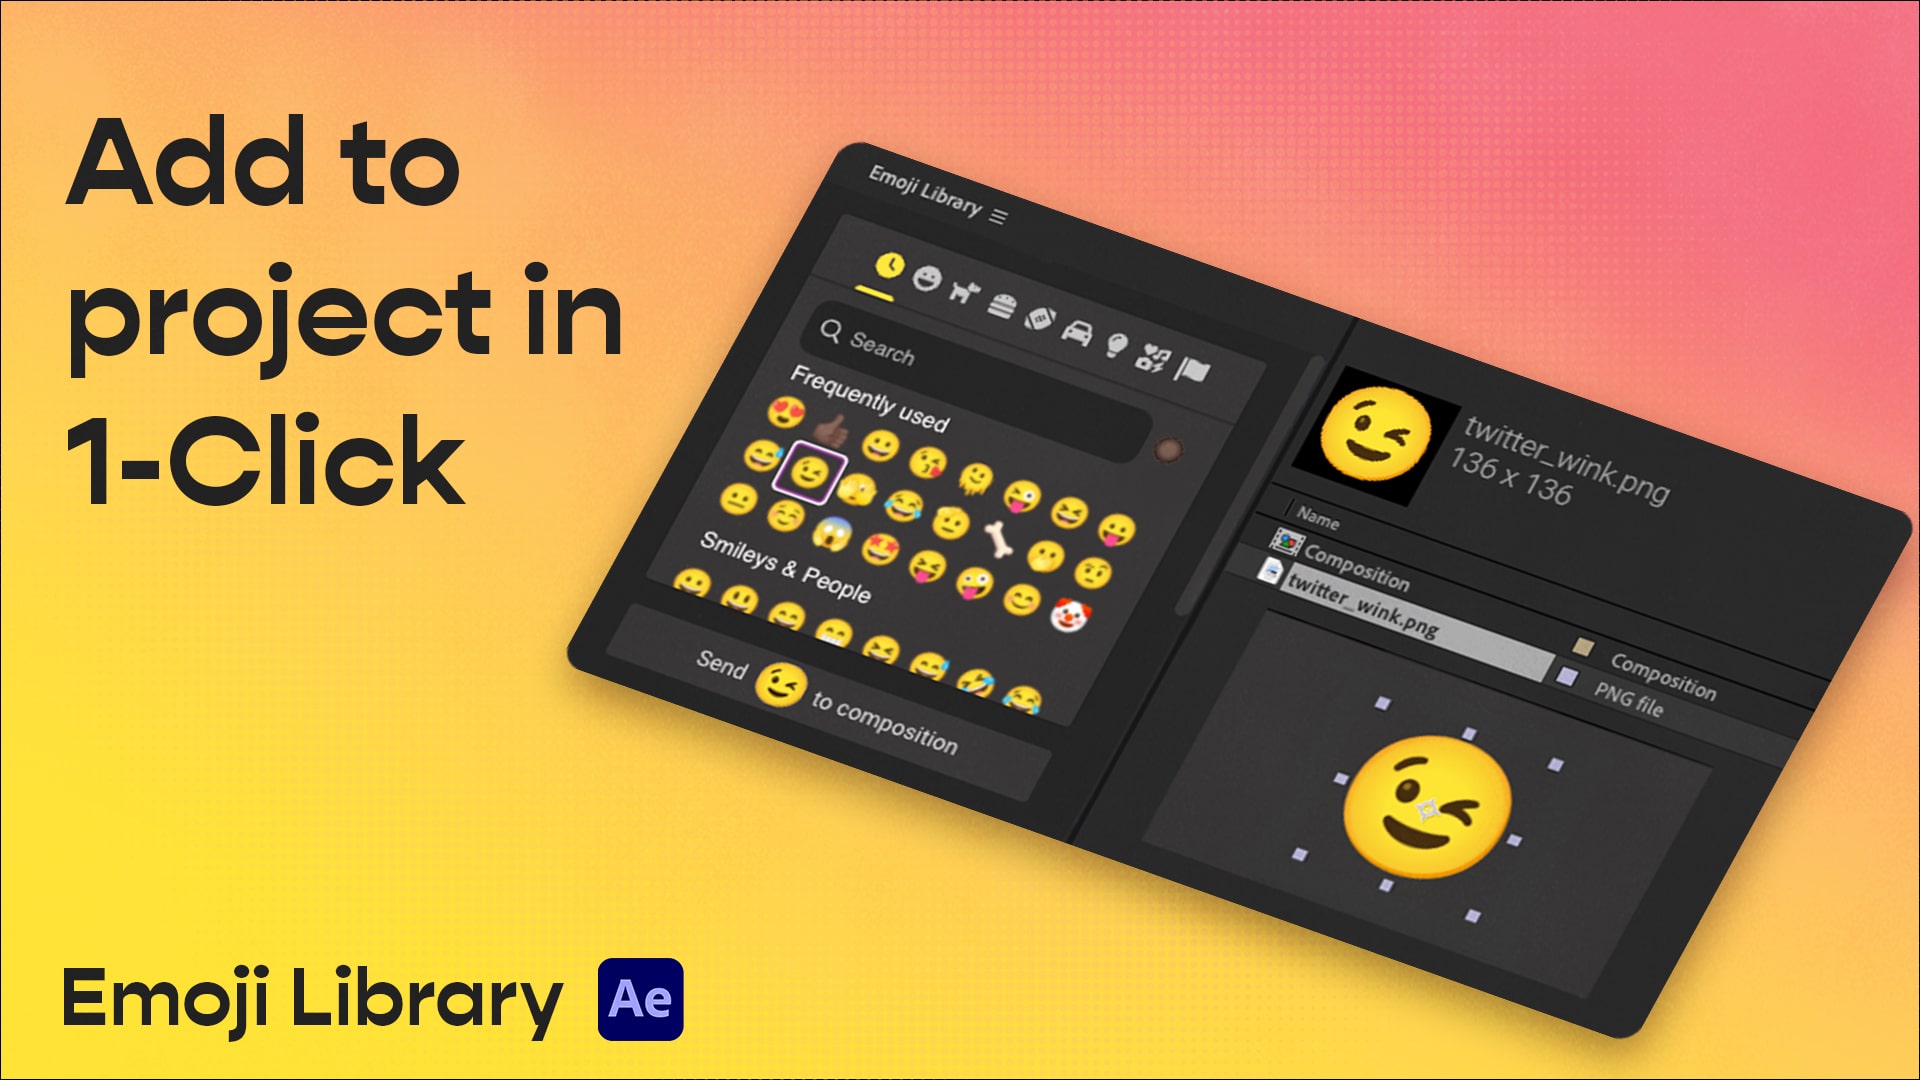 Add to
project in
1-Click
Emoji Library
Search
Frequently used
Smileys & People
Send 😉 to composition
twitter_wink.png
136 x 136
Name
Composition
Composition
twitter_wink.png
PNG file
Emoji Library
Ae